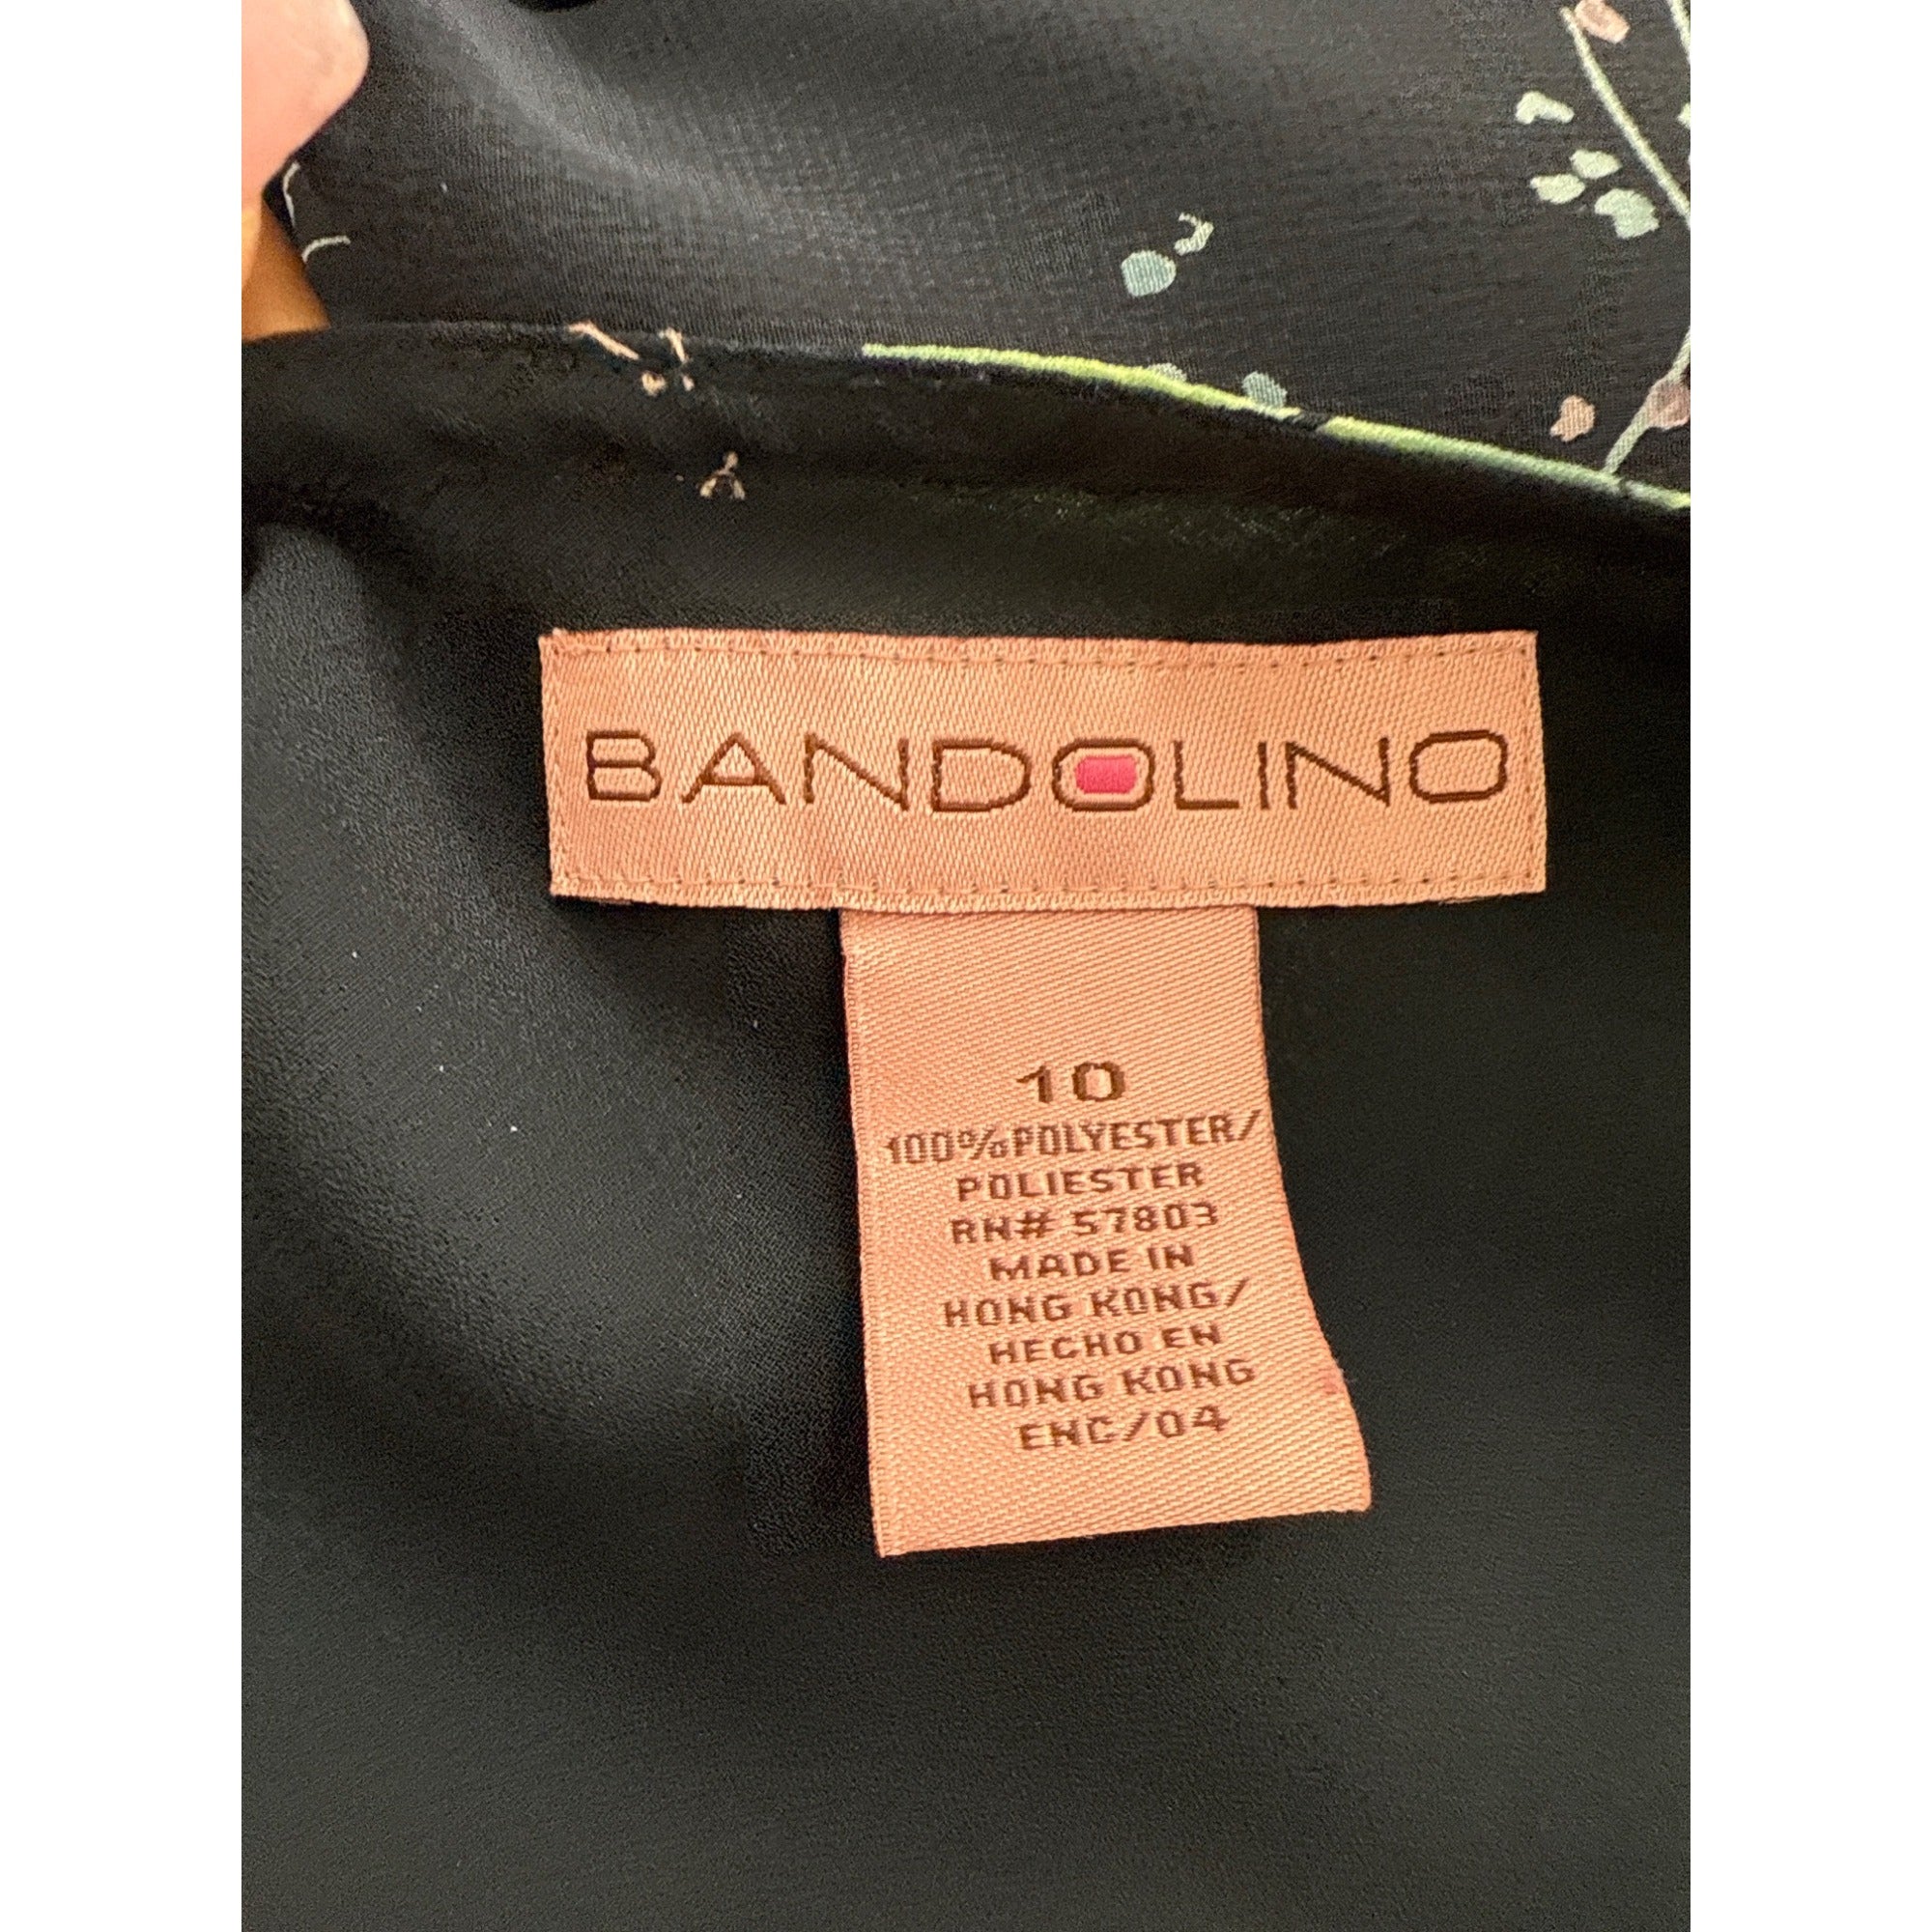 BANDOLINO
10
100%POLYESTER/
POLIESTER
RN# 57803
MADE IN
HONG KONG/
HECHO EN
HONG KONG
ENC/04